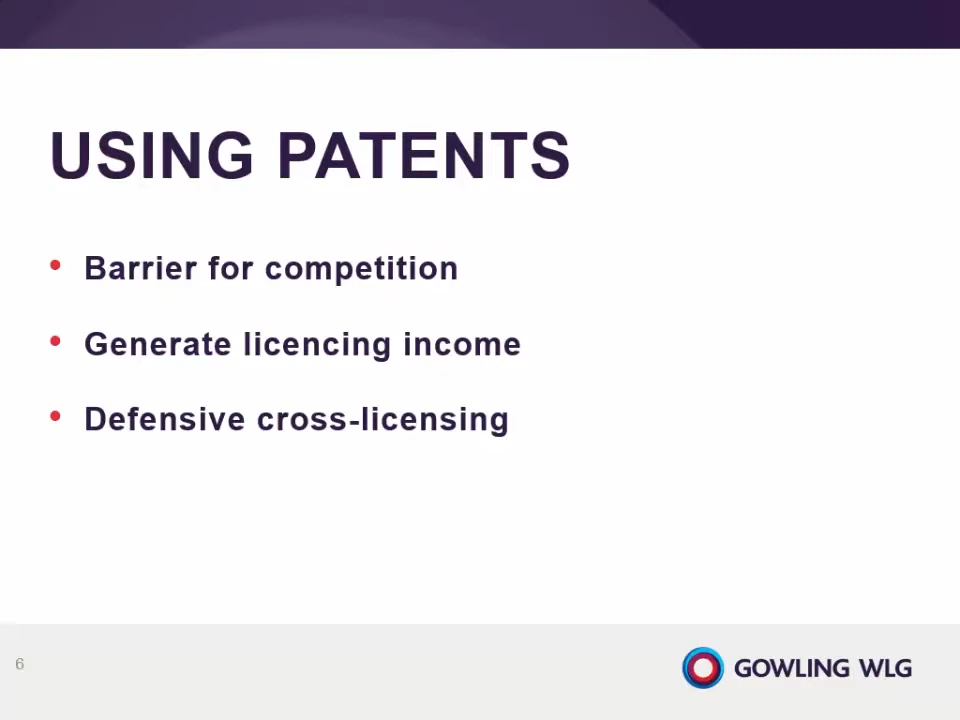 USING PATENTS
• Barrier for competition
• Generate licencing income
• Defensive cross-licensing
6
GOWLING WLG